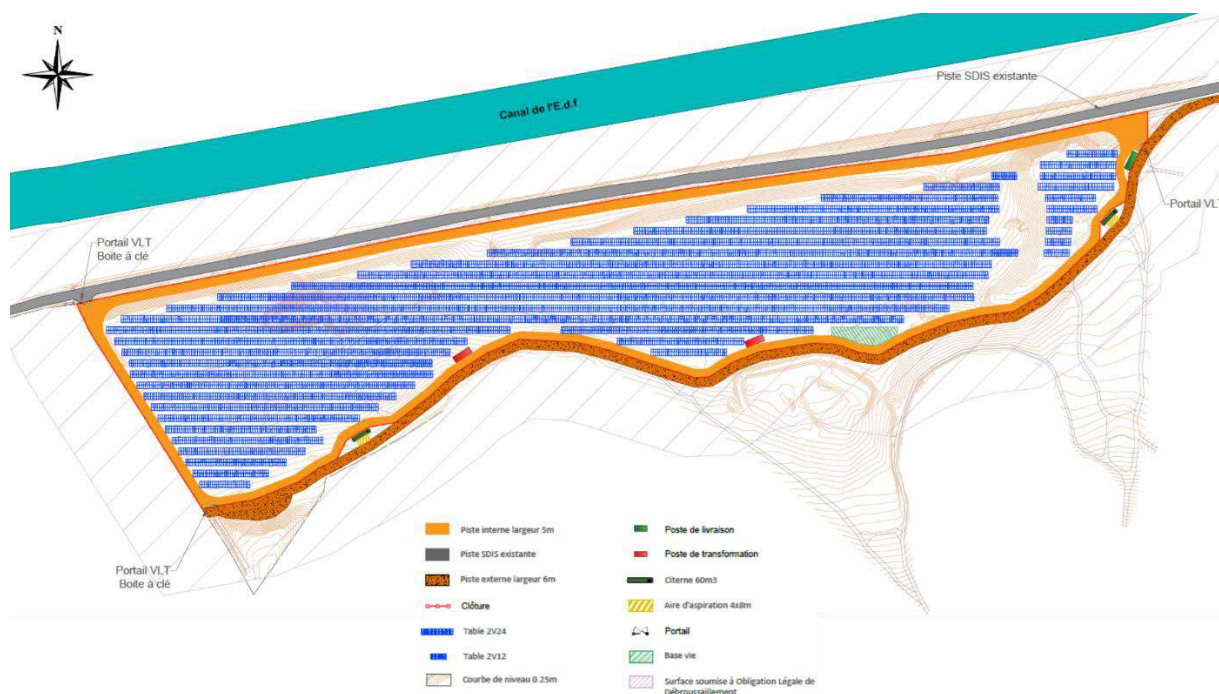 N
Canal de l'E.d.f
Piste SDIS existante
Portail VLT
Boite à clé
Portail VLT
Portail VLT
Boite à clé
Piste interne largeur 5m
Piste SDIS existante
Piste externe largeur 6m
Clôture
Table 2V24
Table 2V12
Courbe de niveau 0.25m
Poste de livraison
Poste de transformation
Citerne 60m3
Aire d'aspiration 4x8m
Portail
Base vie
Surface soumise à Obligation Légale de
Débroussaillement